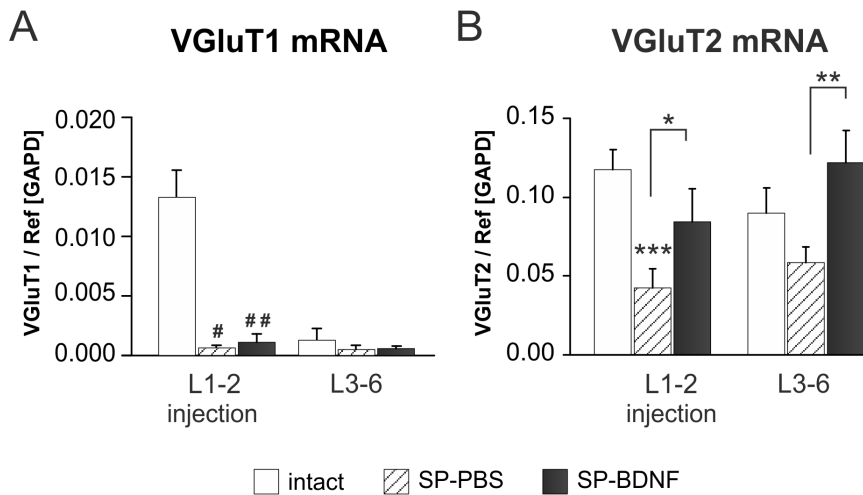 A
VGluT1 mRNA
VGluT1 / Ref [GAPD]
0.020
0.015
0.010
0.005
0.000
#
##
L1-2
injection
L3-6
B
VGluT2 mRNA
VGluT2 / Ref [GAPD]
0.15
0.10
0.05
0.00
***
*
**
L1-2
injection
L3-6
intact
SP-PBS
SP-BDNF